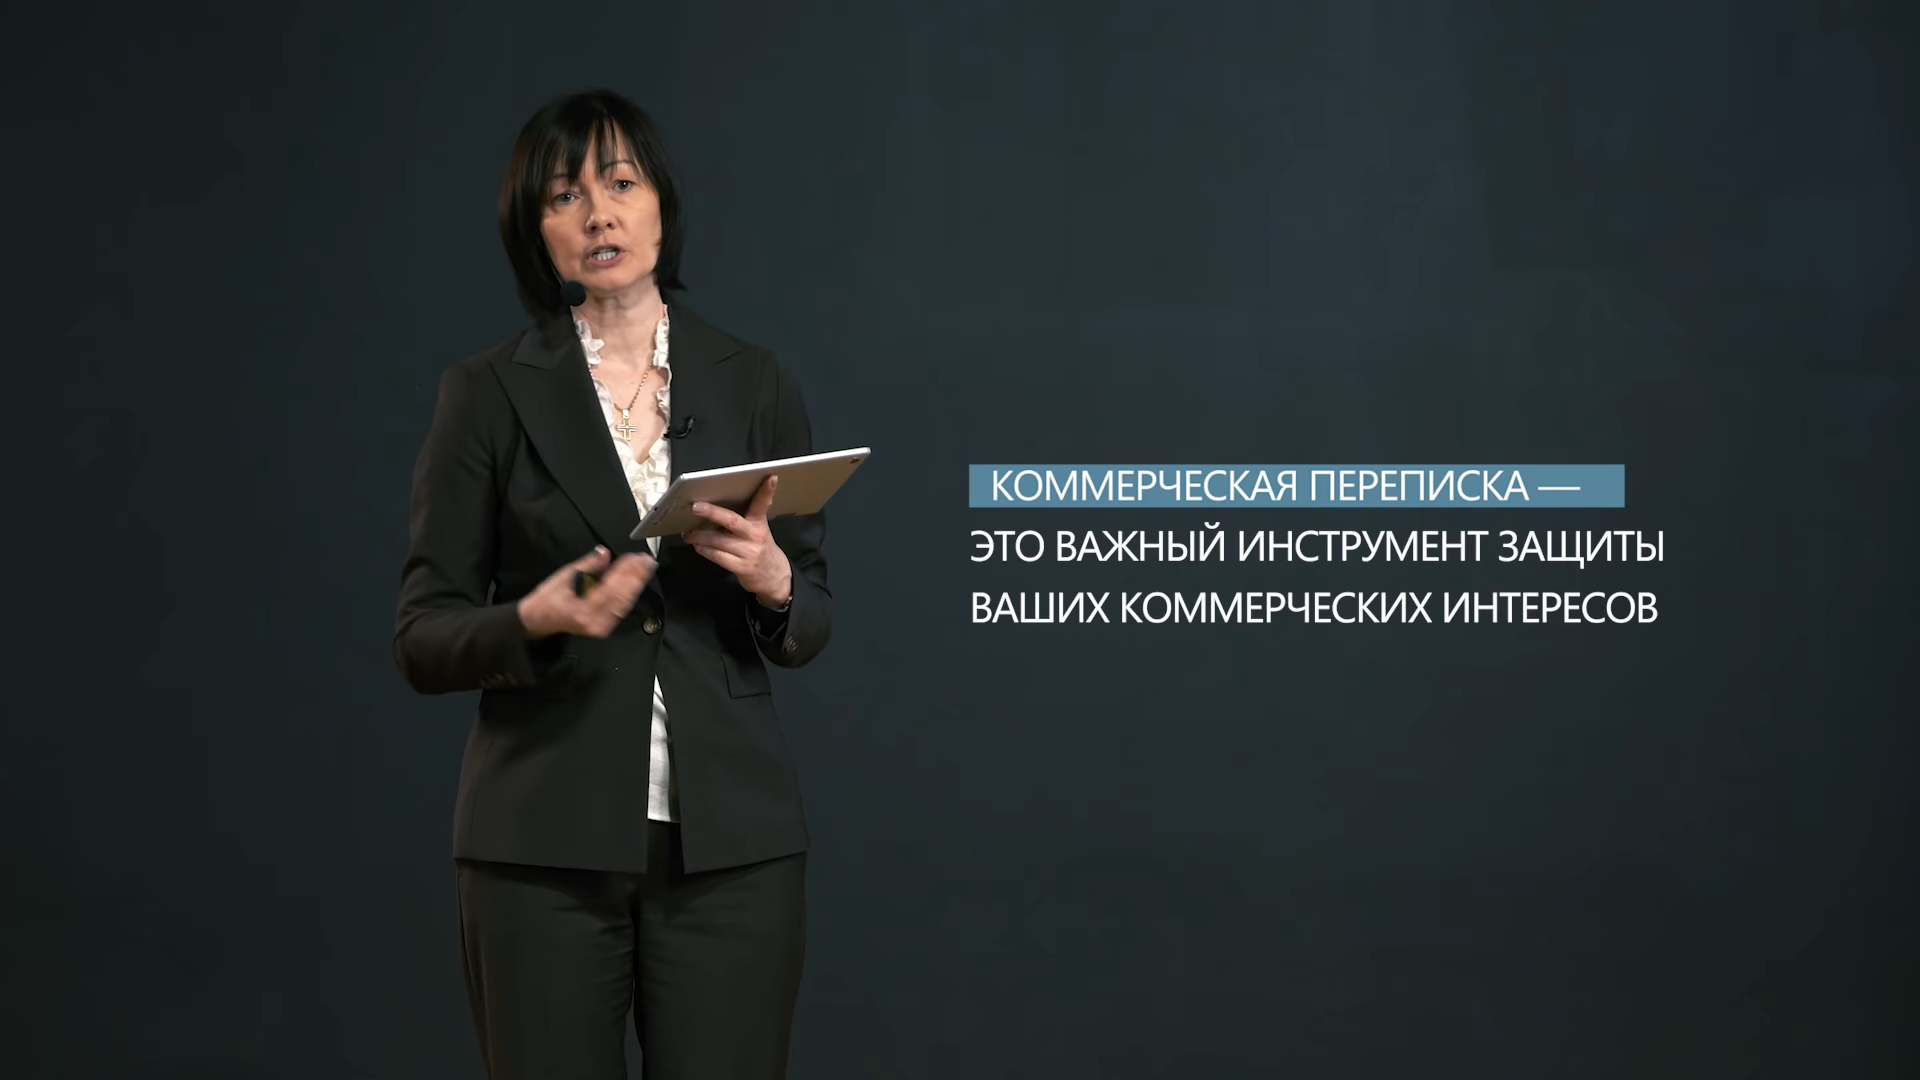 КОММЕРЧЕСКАЯ ПЕРЕПИСКА —
ЭТО ВАЖНЫЙ ИНСТРУМЕНТ ЗАЩИТЫ
ВАШИХ КОММЕРЧЕСКИХ ИНТЕРЕСОВ